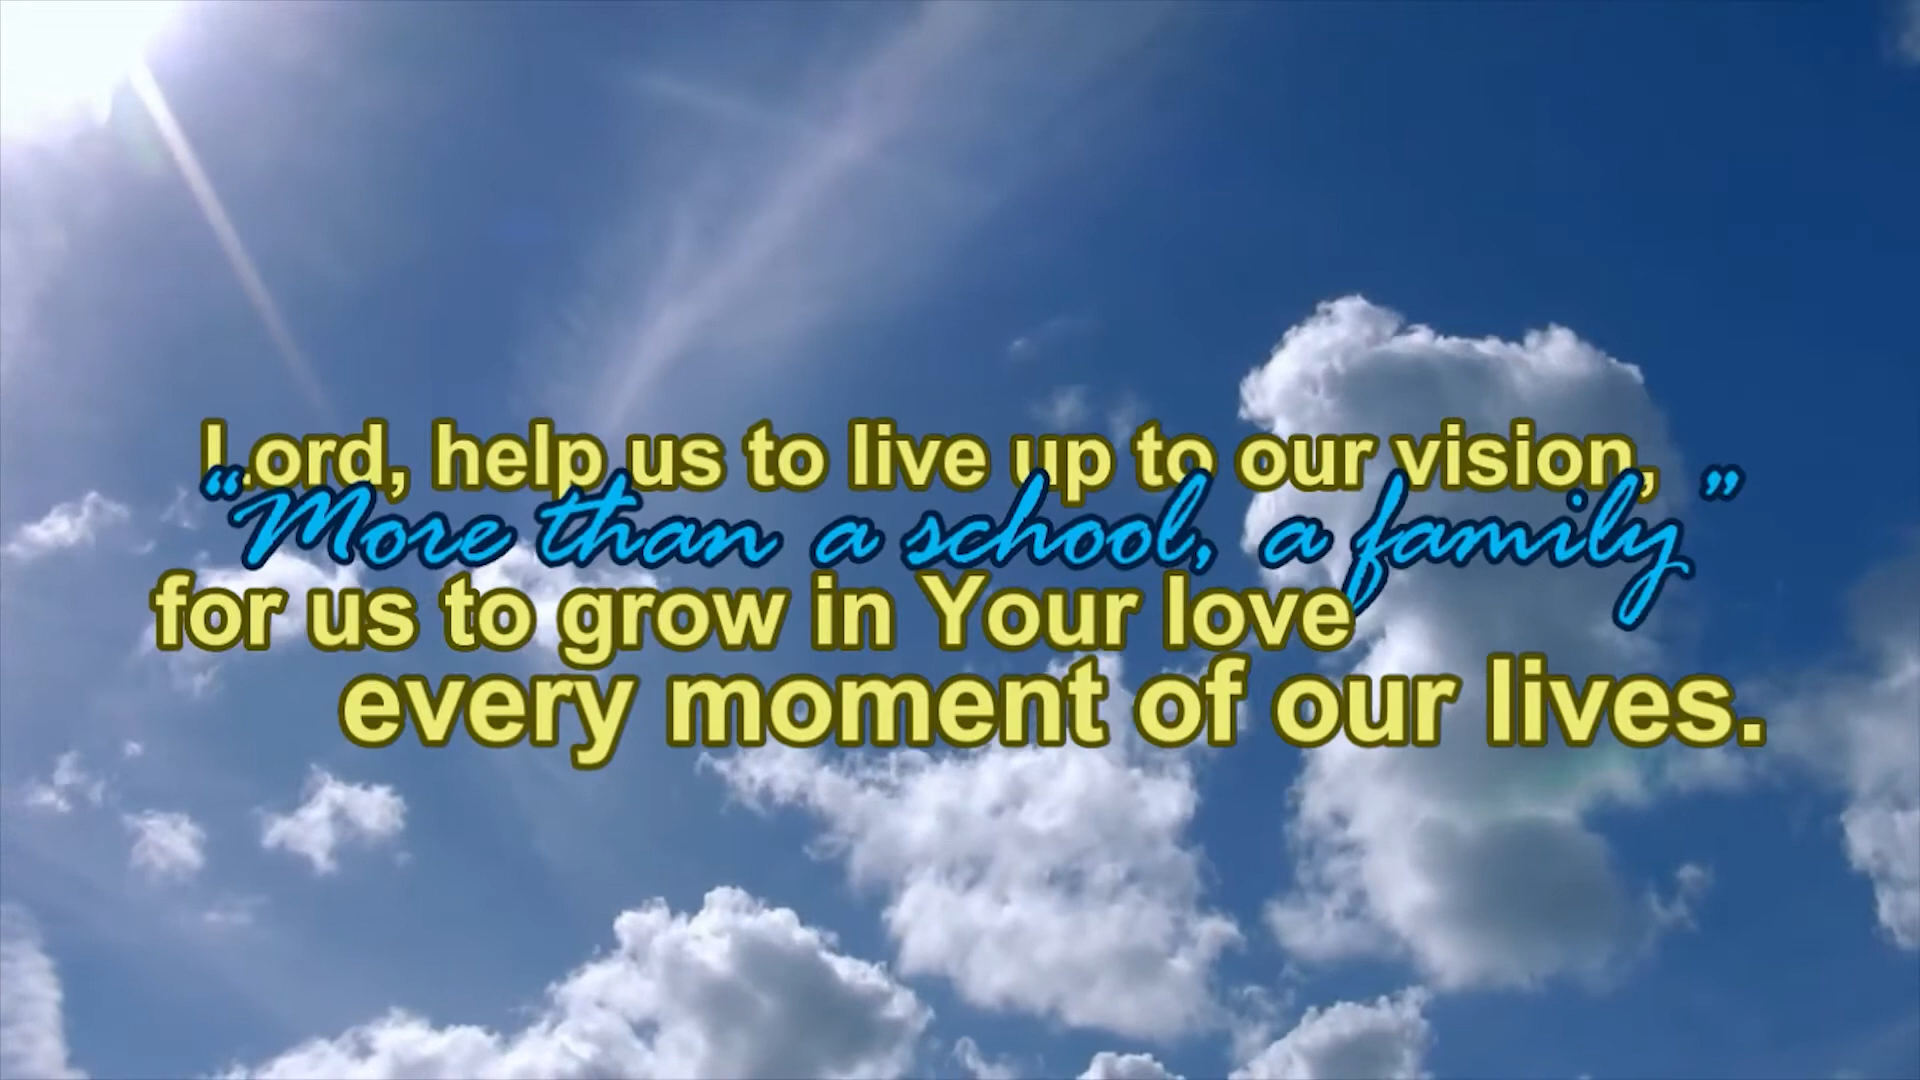 Lord, help us to live up to our vision,
“More than a school, a family”
for us to grow in Your love
every moment of our lives.